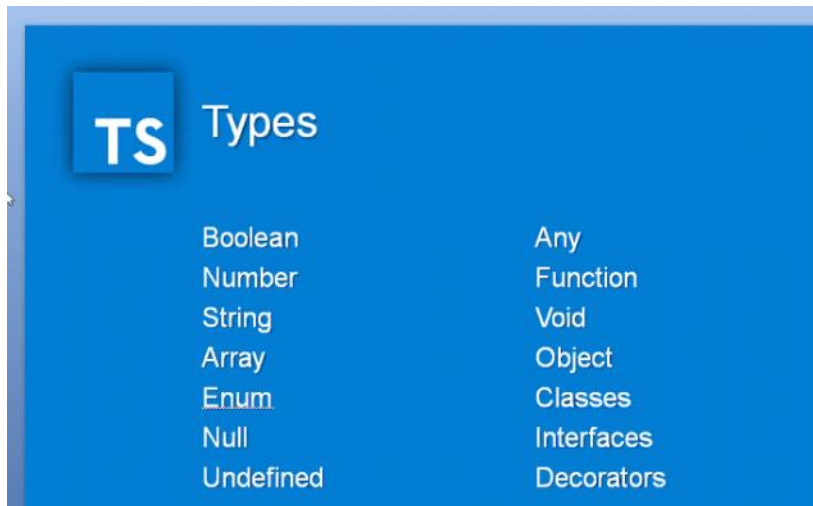 TS
Types
Boolean
Number
String
Array
Enum
Null
Undefined
Any
Function
Void
Object
Classes
Interfaces
Decorators